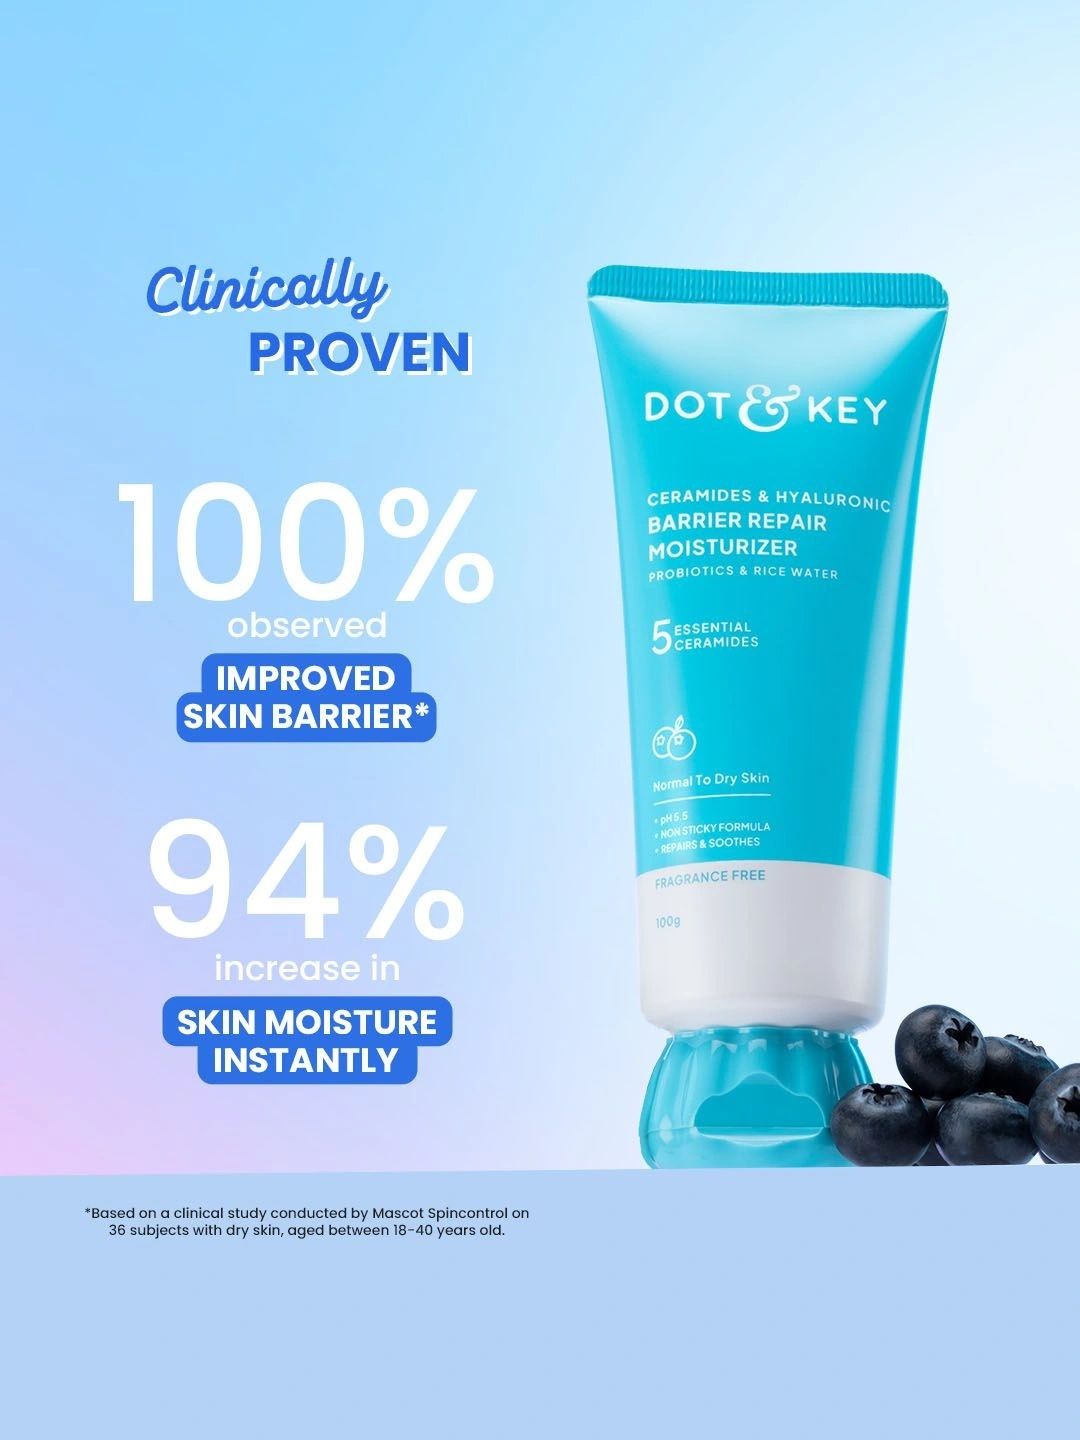 Clinically
PROVEN
100%
observed
IMPROVED
SKIN BARRIER*
94%
increase in
SKIN MOISTURE
INSTANTLY
DOT & KEY
CERAMIDES & HYALURONIC
BARRIER REPAIR
MOISTURIZER
PROBIOTICS & RICE WATER
5 ESSENTIAL
CERAMIDES
Normal To Dry Skin
• pH 5.5
• NON STICKY FORMULA
• REPAIRS & SOOTHES
FRAGRANCE FREE
100g
*Based on a clinical study conducted by Mascot Spincontrol on
36 subjects with dry skin, aged between 18-40 years old.